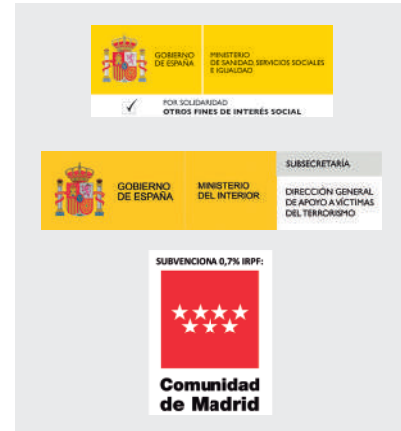 GOBIERNO
DE ESPAÑA
MINISTERIO
DE SANIDAD, SERVICIOS SOCIALES
E IGUALDAD
POR SOLIDARIDAD
OTROS FINES DE INTERÉS SOCIAL
GOBIERNO
DE ESPAÑA
MINISTERIO
DEL INTERIOR
SUBSECRETARÍA
DIRECCIÓN GENERAL
DE APOYO A VÍCTIMAS
DEL TERRORISMO
SUBVENCIONA 0,7% IRPF:
Comunidad
de Madrid